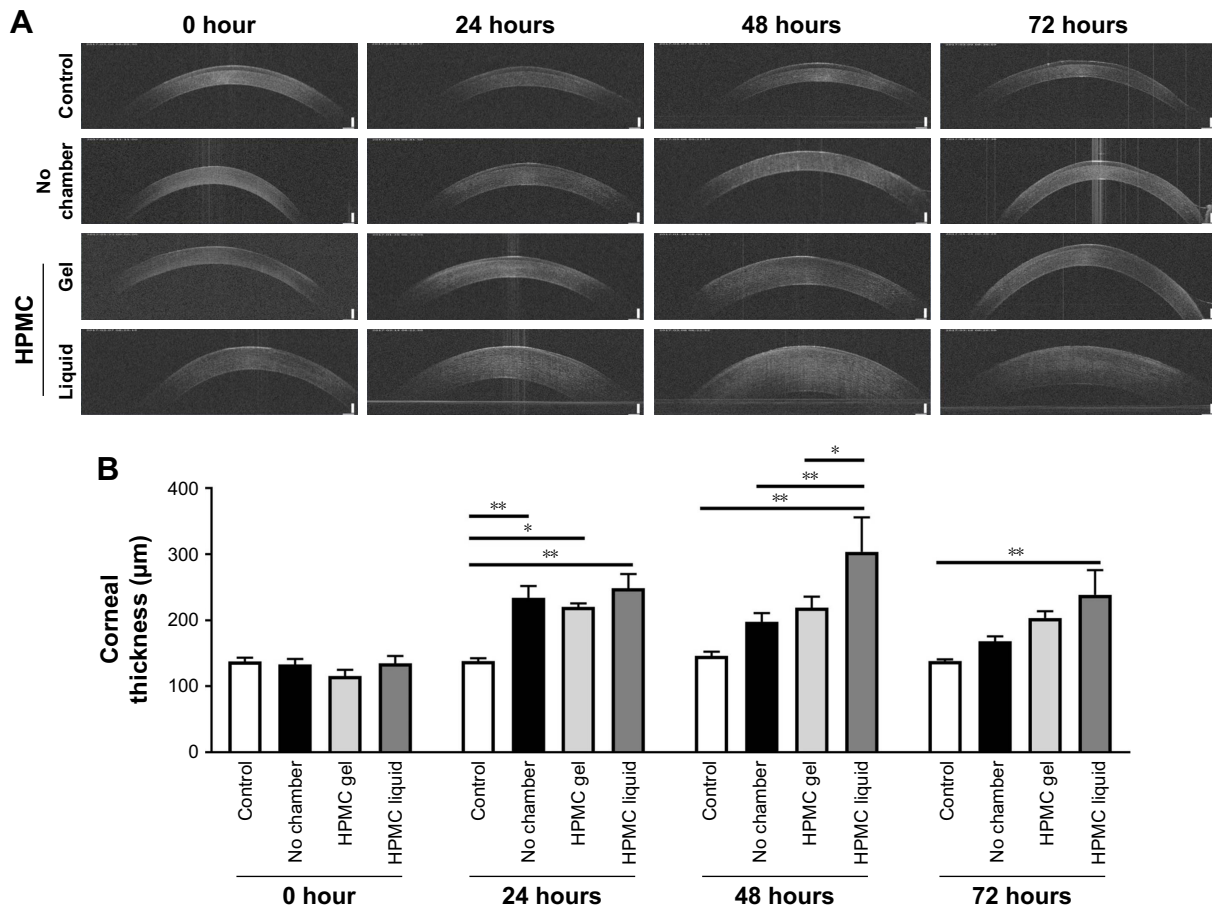 A
0 hour 24 hours 48 hours 72 hours
Control
No chamber
HPMC
Gel
Liquid
B
Corneal thickness (µm)
400
300
200
100
0
** * **
** ** *
**
Control No chamber HPMC gel HPMC liquid
Control No chamber HPMC gel HPMC liquid
Control No chamber HPMC gel HPMC liquid
Control No chamber HPMC gel HPMC liquid
0 hour 24 hours 48 hours 72 hours